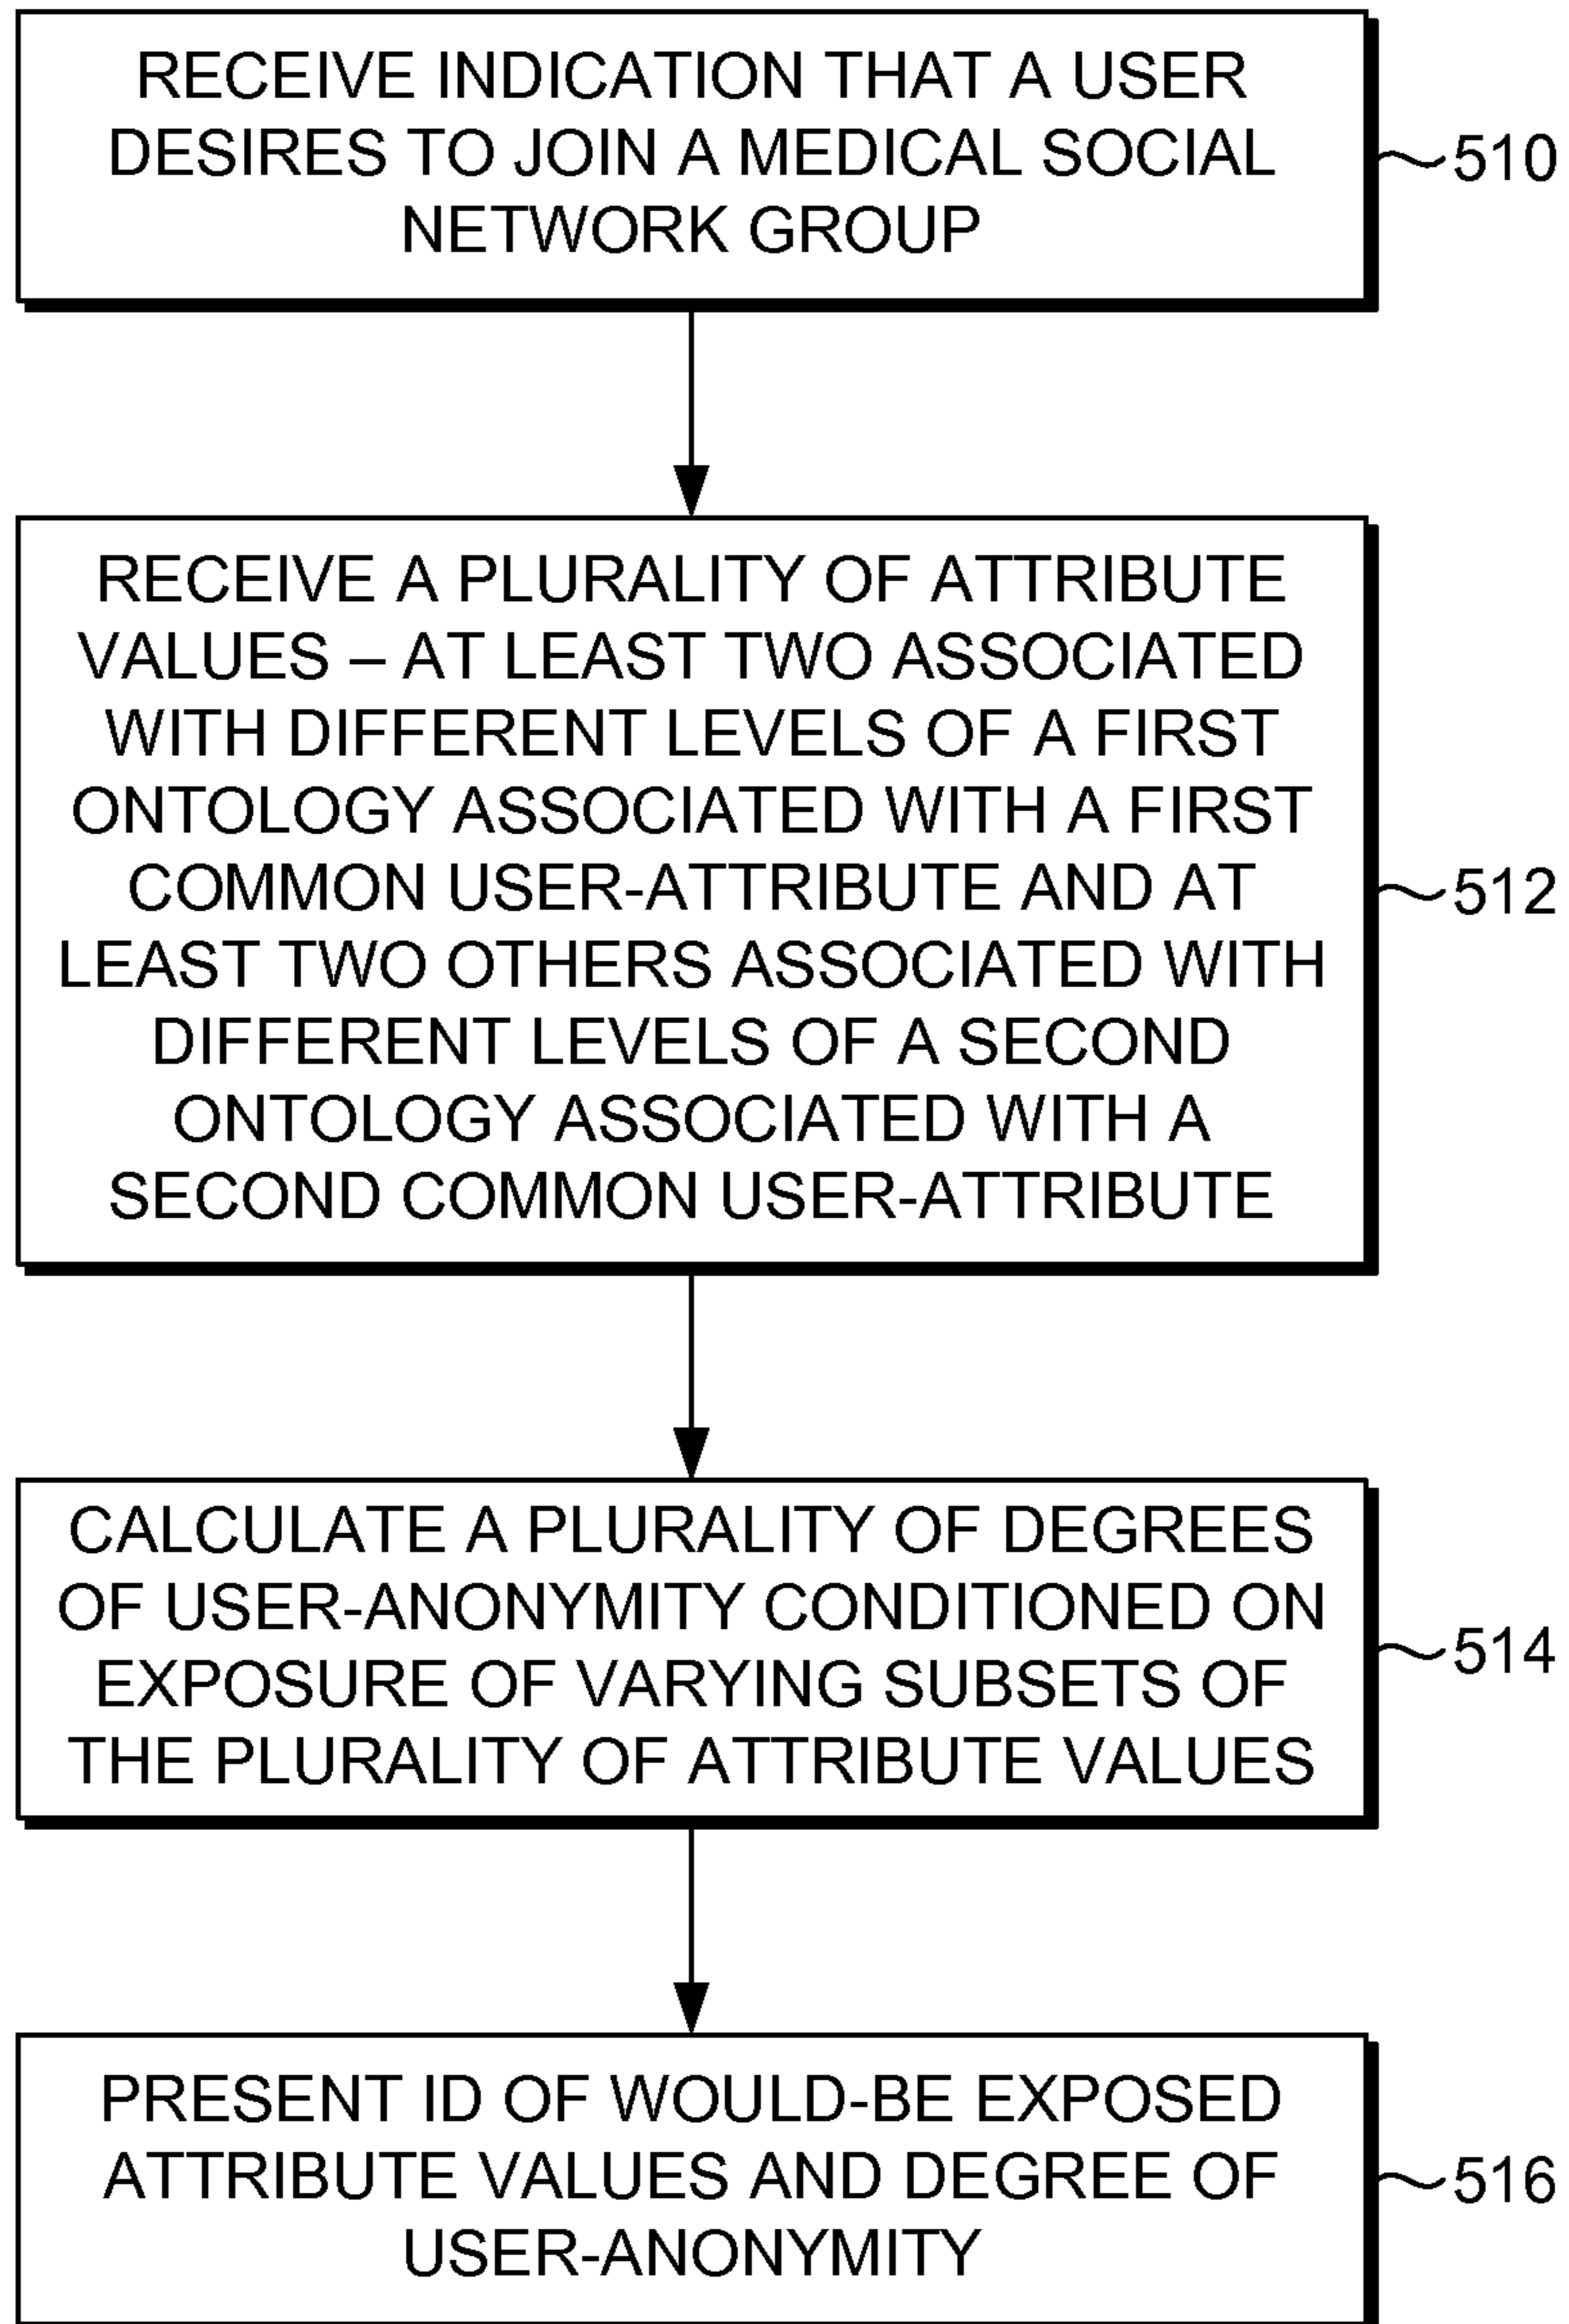 RECEIVE INDICATION THAT A USER
DESIRES TO JOIN A MEDICAL SOCIAL
NETWORK GROUP
510
RECEIVE A PLURALITY OF ATTRIBUTE
VALUES – AT LEAST TWO ASSOCIATED
WITH DIFFERENT LEVELS OF A FIRST
ONTOLOGY ASSOCIATED WITH A FIRST
COMMON USER-ATTRIBUTE AND AT
LEAST TWO OTHERS ASSOCIATED WITH
DIFFERENT LEVELS OF A SECOND
ONTOLOGY ASSOCIATED WITH A
SECOND COMMON USER-ATTRIBUTE
512
CALCULATE A PLURALITY OF DEGREES
OF USER-ANONYMITY CONDITIONED ON
EXPOSURE OF VARYING SUBSETS OF
THE PLURALITY OF ATTRIBUTE VALUES
514
PRESENT ID OF WOULD-BE EXPOSED
ATTRIBUTE VALUES AND DEGREE OF
USER-ANONYMITY
516